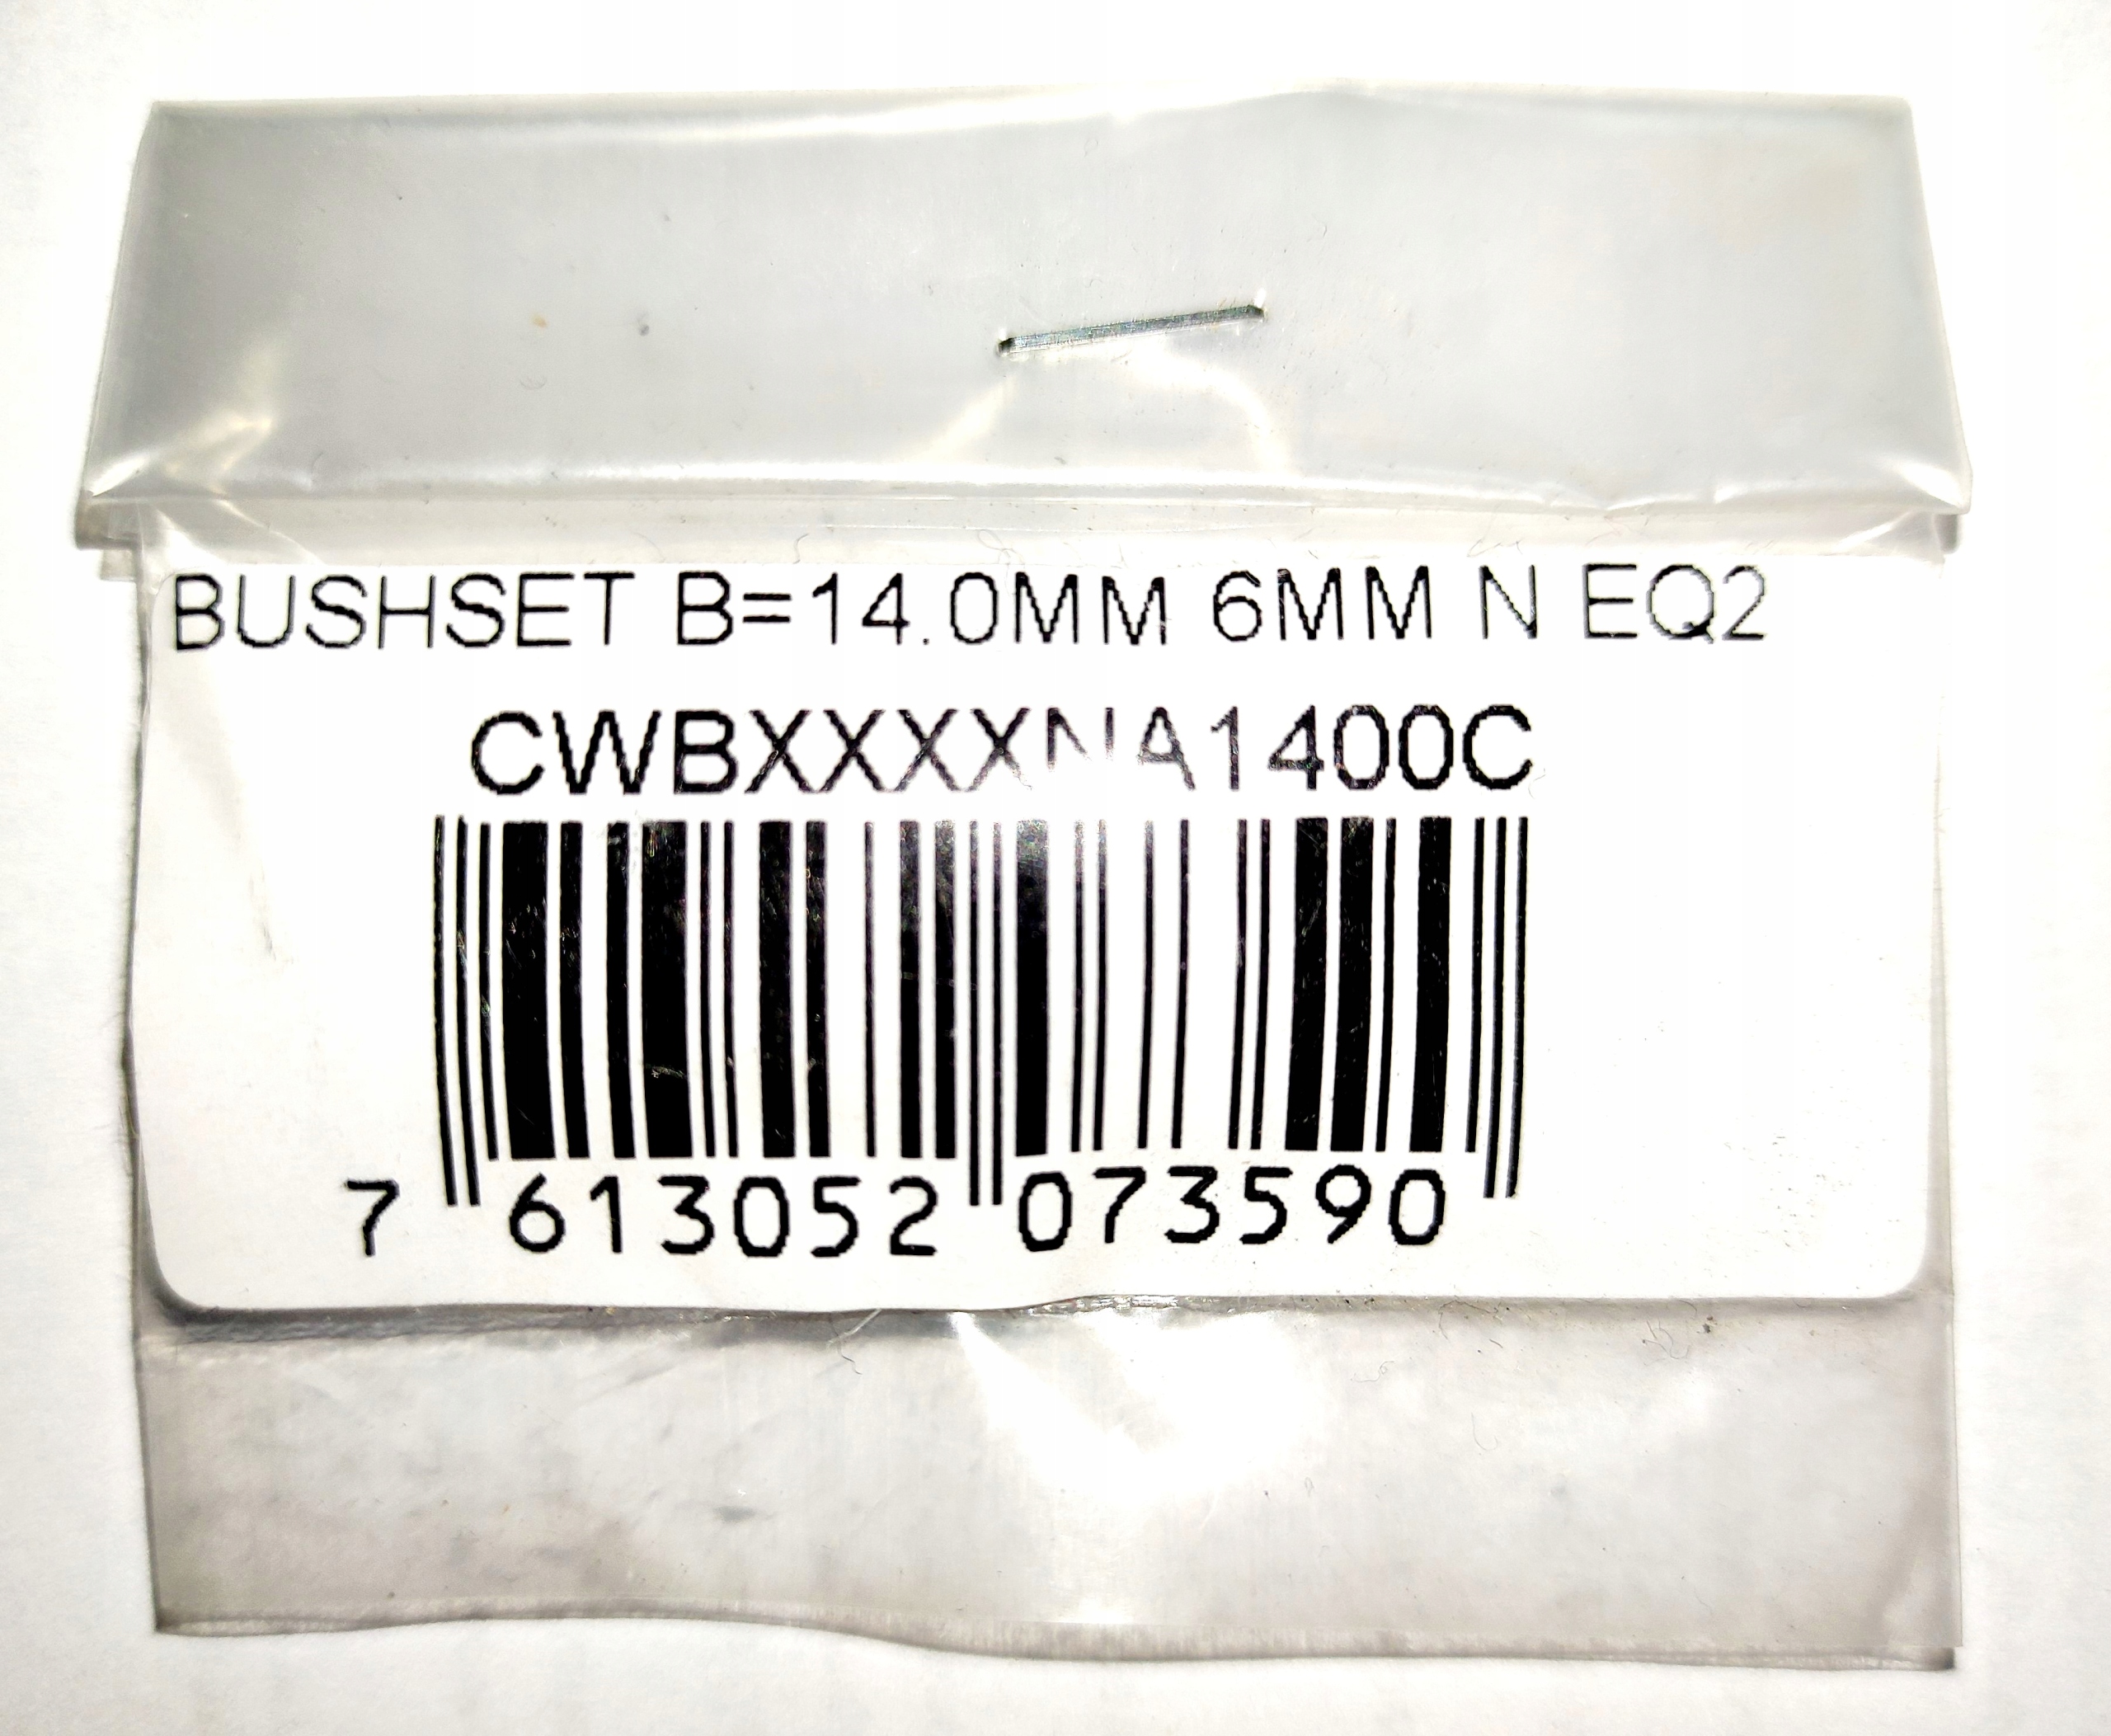 BUSHSET B=14.0MM 6MM N EQ2
CWBXXXXNA1400C
7 613052 073590